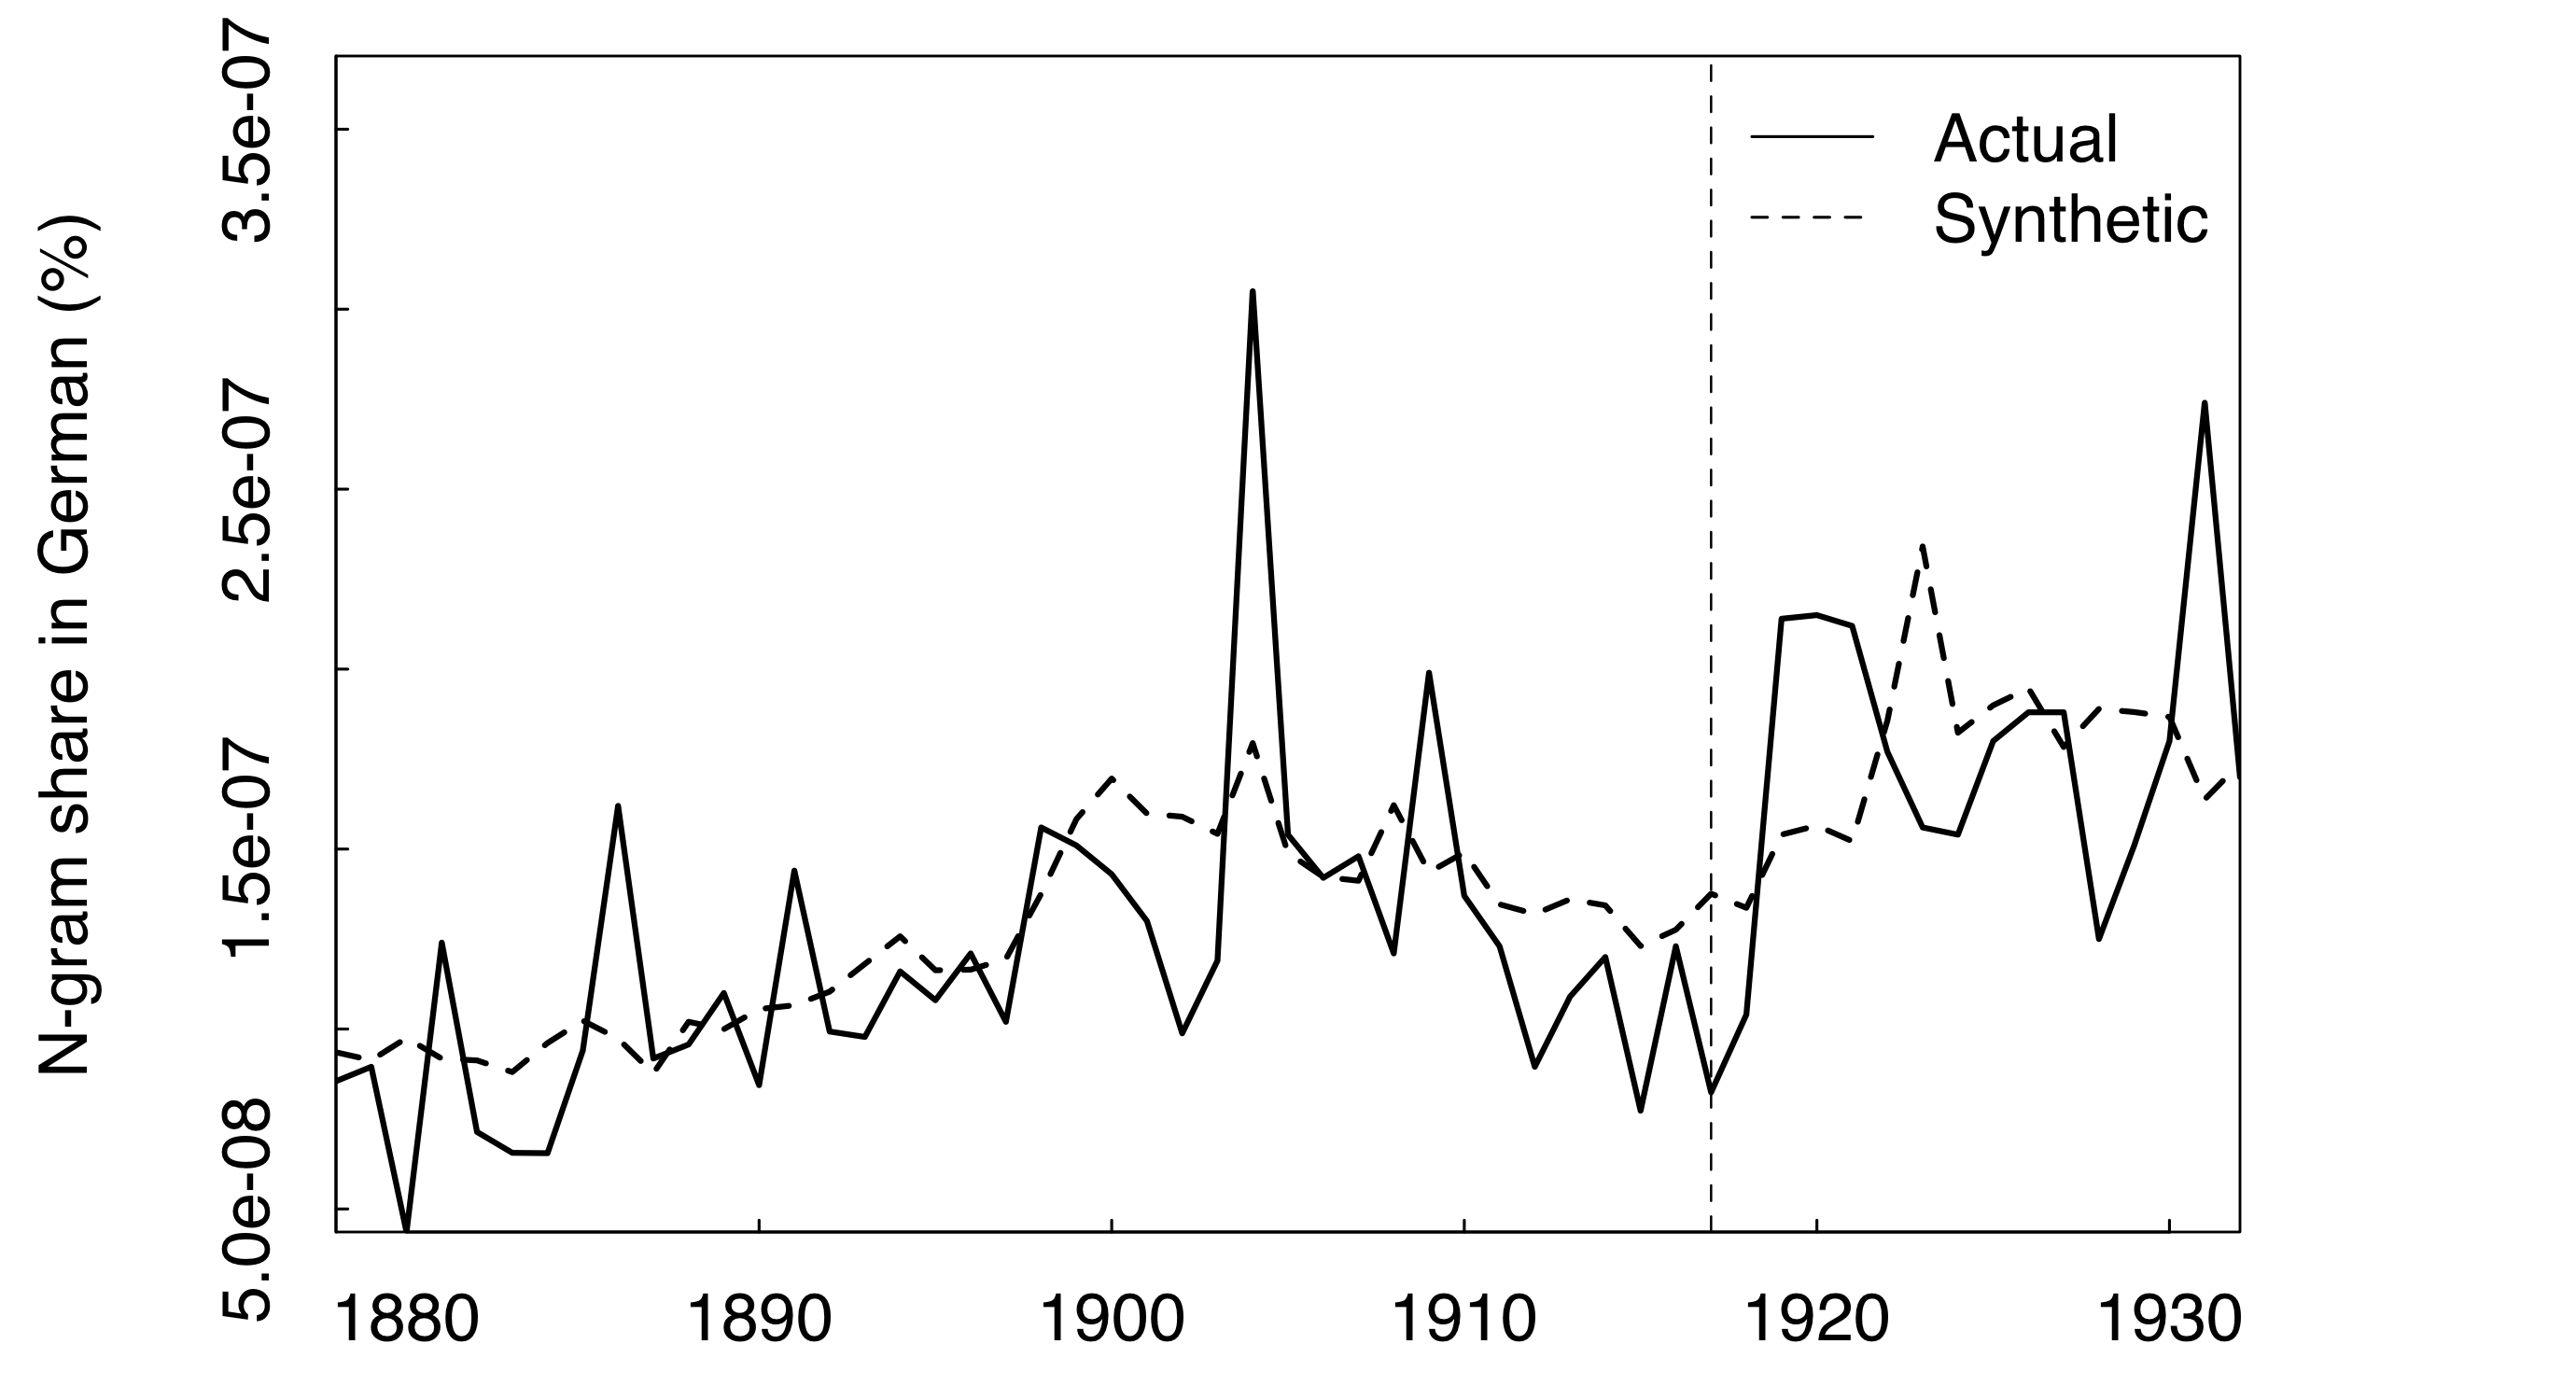 N-gram share in German (%)
3.5e-07
2.5e-07
1.5e-07
5.0e-08
Actual
Synthetic
1880 1890 1900 1910 1920 1930